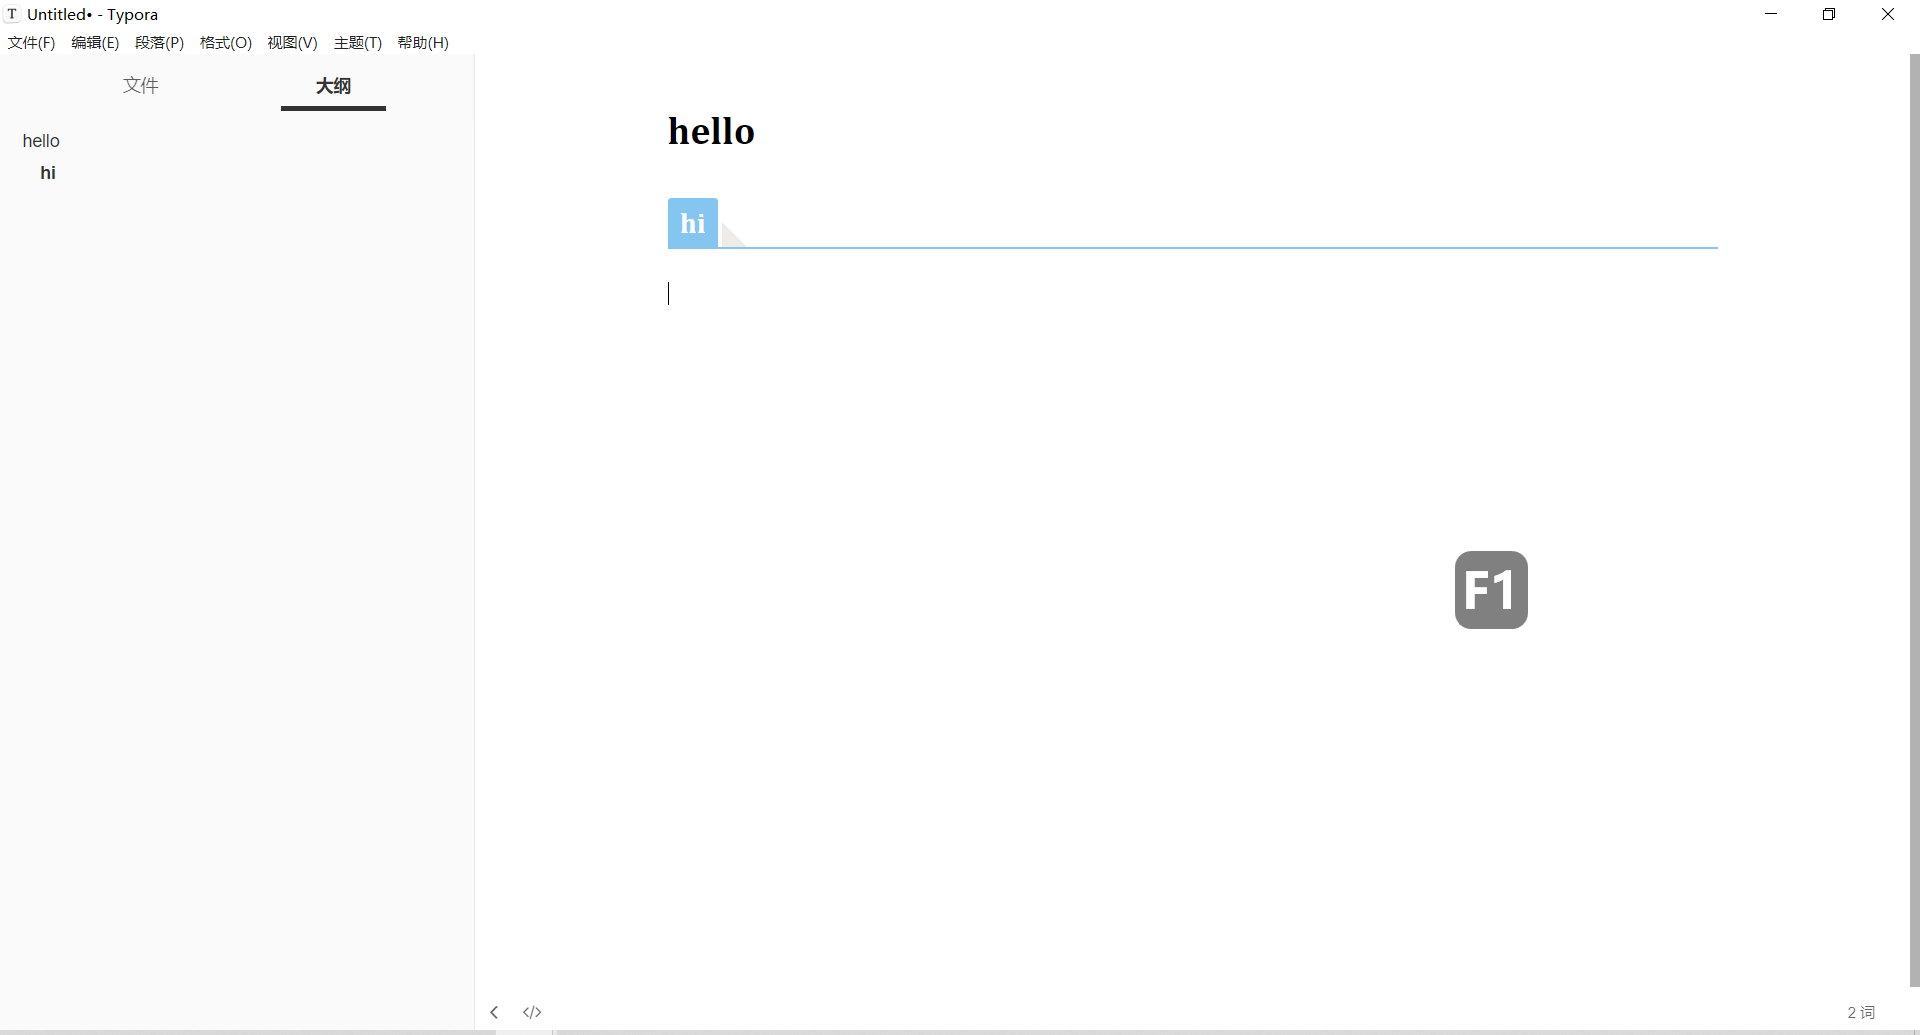 T Untitled• - Typora
文件(F) 编辑(E) 段落(P) 格式(O) 视图(V) 主题(T) 帮助(H)
文件 大纲
hello
hi
hello
hi
F1
</>
2 词